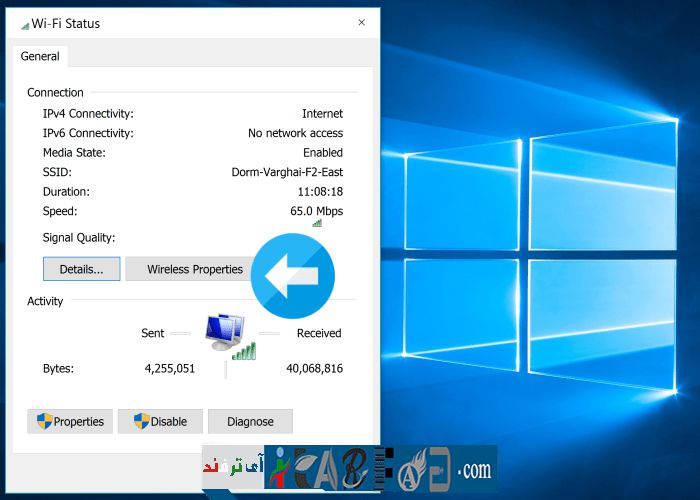 Wi-Fi Status
General
Connection
IPv4 Connectivity: Internet
IPv6 Connectivity: No network access
Media State: Enabled
SSID: Dorm-Varghai-F2-East
Duration: 11:08:18
Speed: 65.0 Mbps
Signal Quality:
Details... Wireless Properties
Activity
Sent Received
Bytes: 4,255,051 40,068,816
Properties Disable Diagnose
آی ترفند
.com